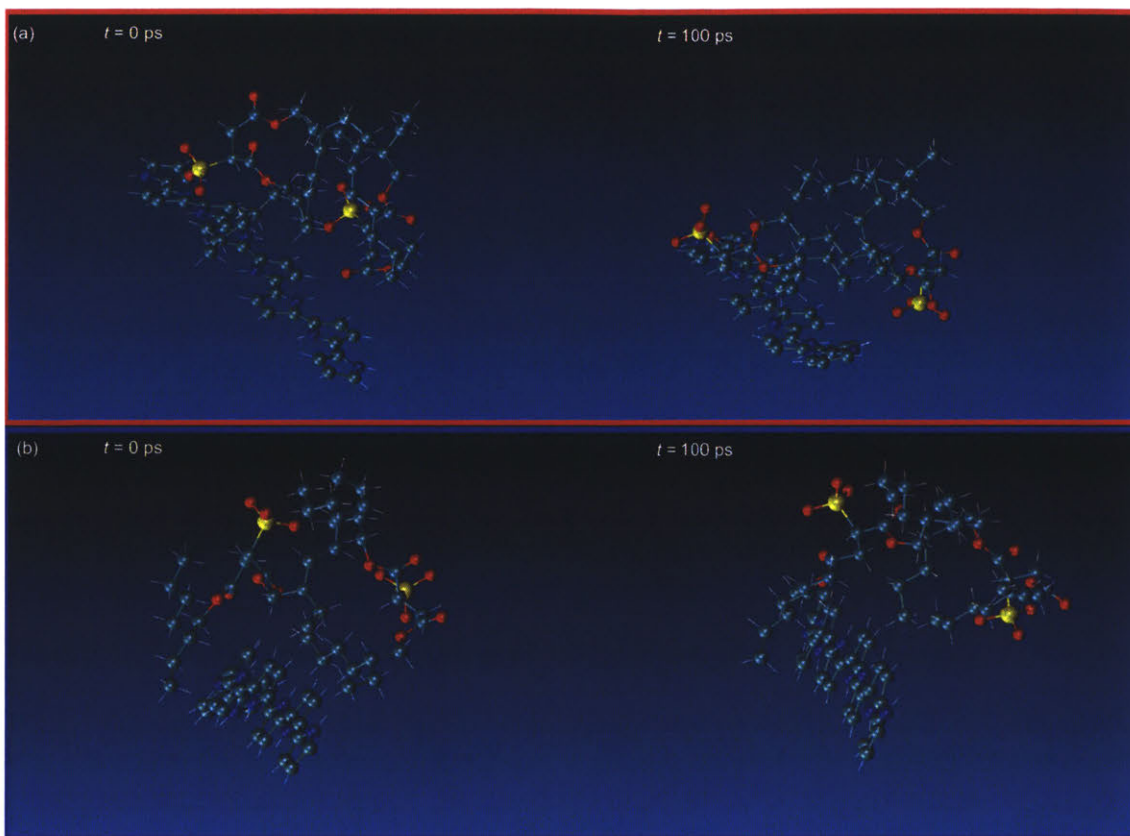 (a)
t = 0 ps
t = 100 ps
(b)
t = 0 ps
t = 100 ps